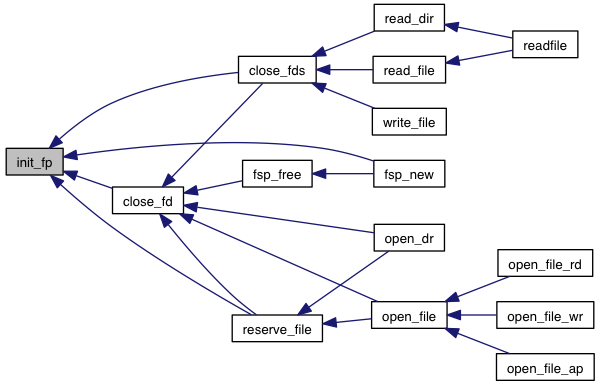 read_dir
readfile
close_fds
read_file
write_file
init_fp
fsp_free
fsp_new
close_fd
open_dr
open_file_rd
reserve_file
open_file
open_file_wr
open_file_ap